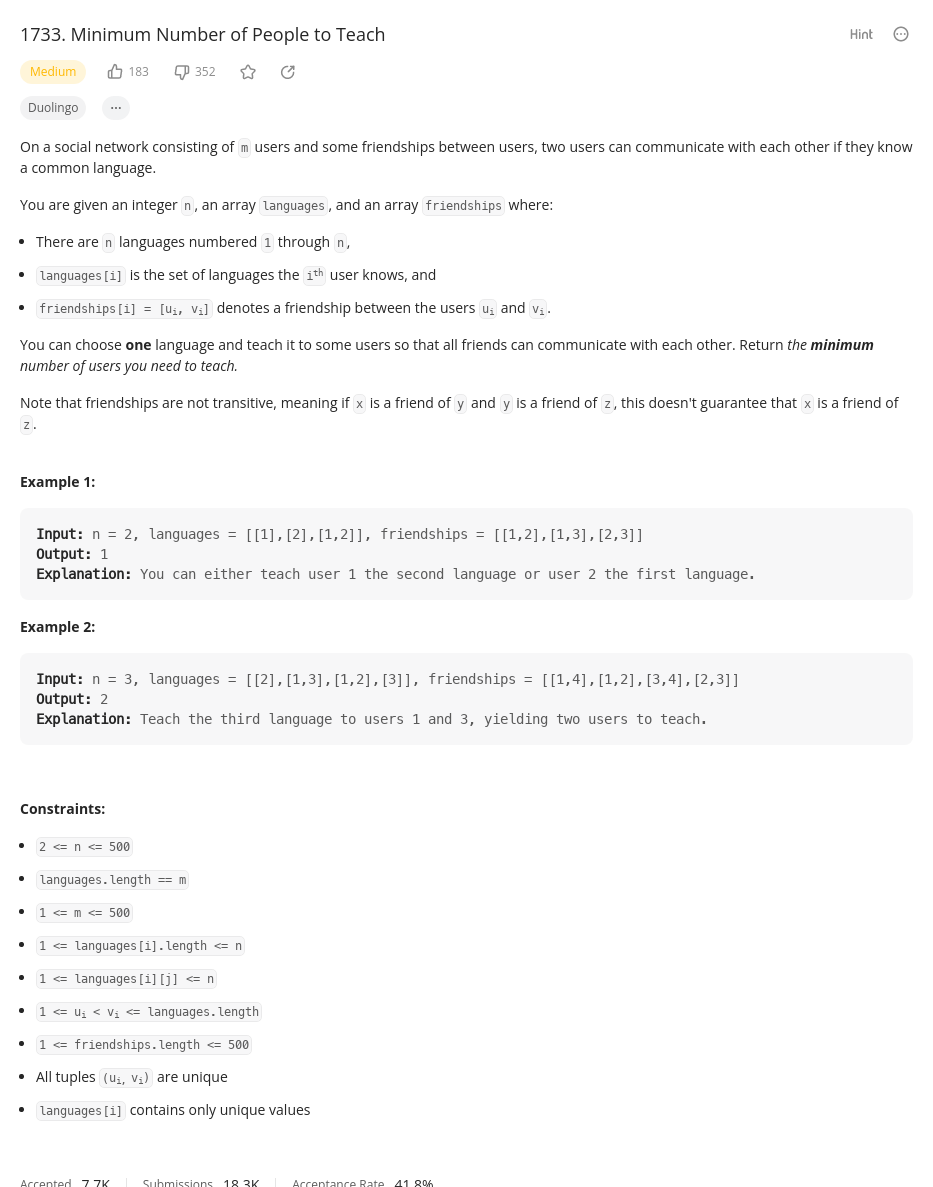 1733. Minimum Number of People to Teach
Hint
Medium 183 352
Duolingo ...
On a social network consisting of m users and some friendships between users, two users can communicate with each other if they know
a common language.
You are given an integer n, an array languages, and an array friendships where:
• There are n languages numbered 1 through n,
• languages[i] is the set of languages the iᵗʰ user knows, and
• friendships[i] = [uᵢ, vᵢ] denotes a friendship between the users uᵢ and vᵢ.
You can choose one language and teach it to some users so that all friends can communicate with each other. Return the minimum
number of users you need to teach.
Note that friendships are not transitive, meaning if x is a friend of y and y is a friend of z, this doesn't guarantee that x is a friend of
z.
Example 1:
Input: n = 2, languages = [[1],[2],[1,2]], friendships = [[1,2],[1,3],[2,3]]
Output: 1
Explanation: You can either teach user 1 the second language or user 2 the first language.
Example 2:
Input: n = 3, languages = [[2],[1,3],[1,2],[3]], friendships = [[1,4],[1,2],[3,4],[2,3]]
Output: 2
Explanation: Teach the third language to users 1 and 3, yielding two users to teach.
Constraints:
• 2 <= n <= 500
• languages.length == m
• 1 <= m <= 500
• 1 <= languages[i].length <= n
• 1 <= languages[i][j] <= n
• 1 <= uᵢ < vᵢ <= languages.length
• 1 <= friendships.length <= 500
• All tuples (uᵢ, vᵢ) are unique
• languages[i] contains only unique values
Accepted 7.7K Submissions 18.3K Acceptance Rate 41.8%